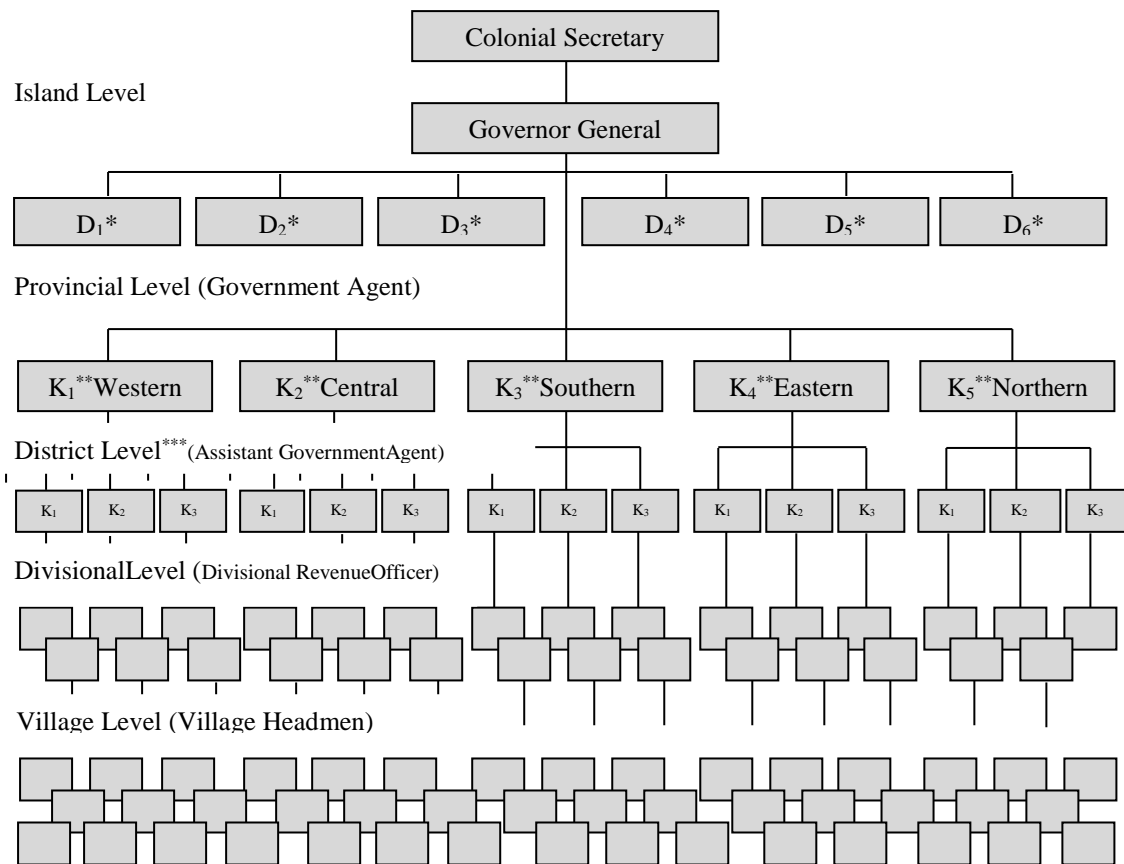 Colonial Secretary
Island Level
Governor General
D₁* D₂* D₃* D₄* D₅* D₆*
Provincial Level (Government Agent)
K₁**Western K₂**Central K₃**Southern K₄**Eastern K₅**Northern
District Level***(Assistant GovernmentAgent)
K₁ K₂ K₃ K₁ K₂ K₃ K₁ K₂ K₃ K₁ K₂ K₃ K₁ K₂ K₃
DivisionalLevel (Divisional RevenueOfficer)
Village Level (Village Headmen)